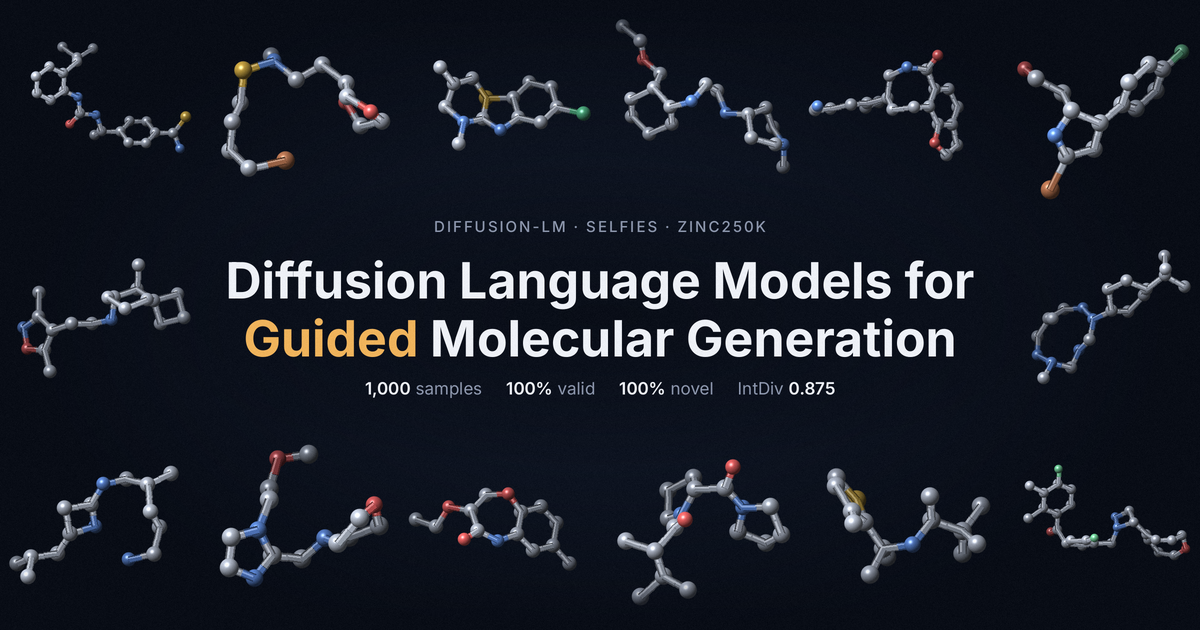 DIFFUSION-LM · SELFIES · ZINC250K
Diffusion Language Models for
Guided Molecular Generation
1,000 samples 100% valid 100% novel IntDiv 0.875